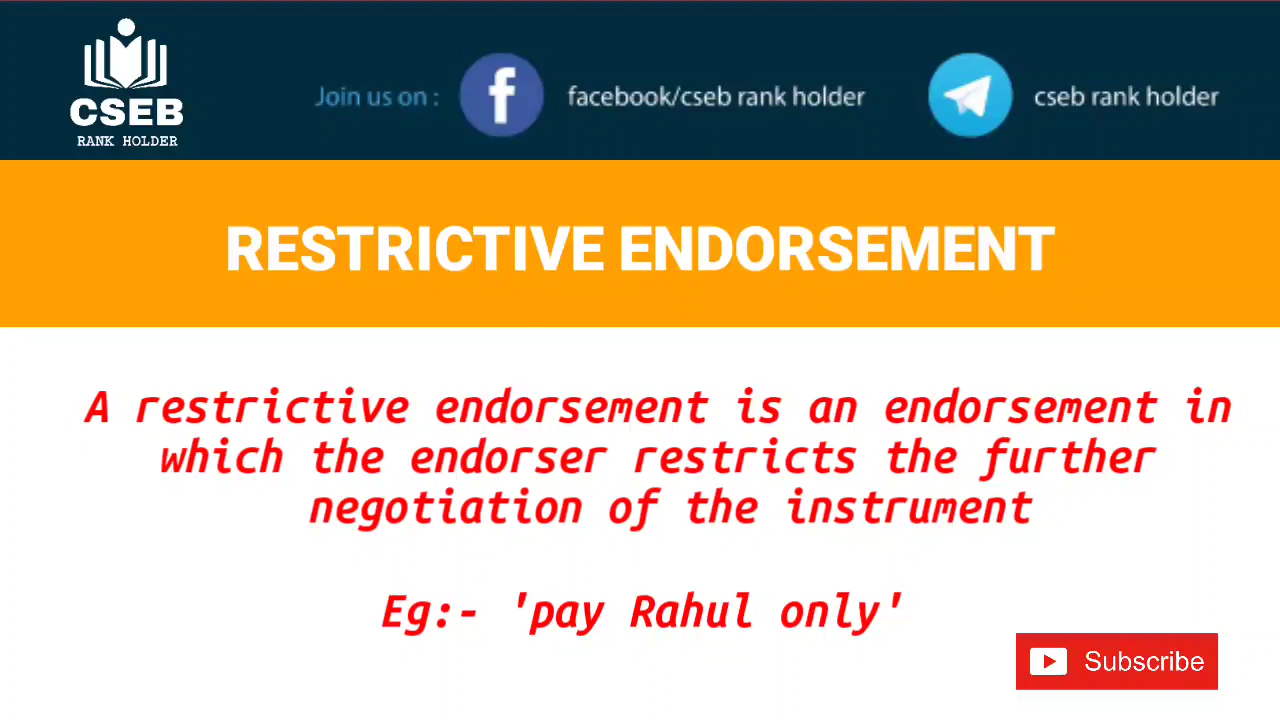 CSEB
RANK HOLDER
Join us on :
f
facebook/cseb rank holder
cseb rank holder
RESTRICTIVE ENDORSEMENT
A restrictive endorsement is an endorsement in
which the endorser restricts the further
negotiation of the instrument
Eg:- 'pay Rahul only'
Subscribe